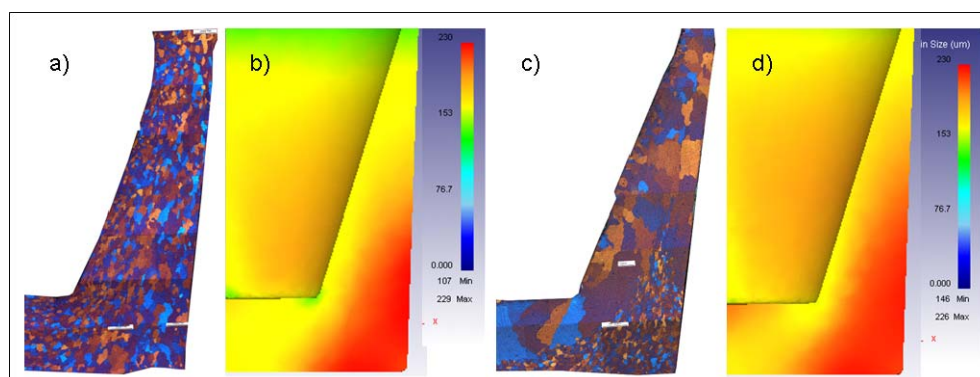 a)
b)
230
153
76.7
0.000
107 Min
229 Max
X
c)
d)
in Size (um)
230
153
76.7
0.000
146 Min
226 Max
X